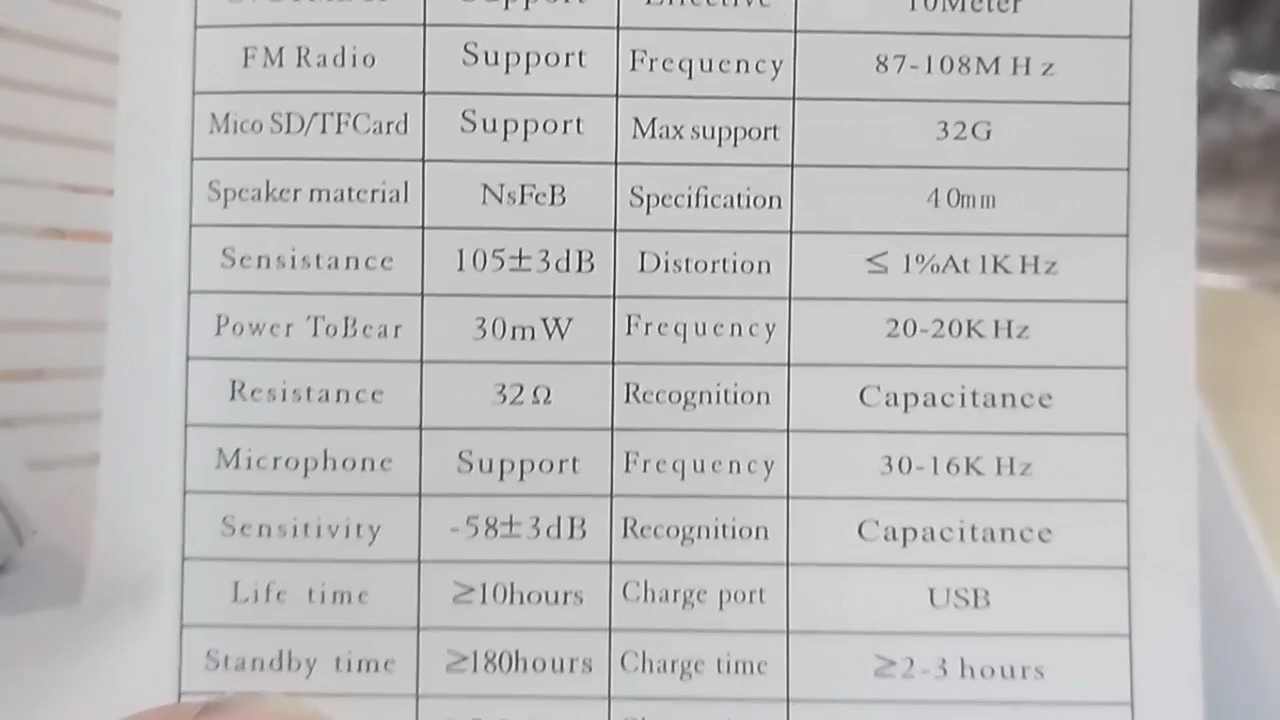 Support Effective 10Meter
FM Radio Support Frequency 87-108M H z
Mico SD/TFCard Support Max support 32G
Speaker material NsFeB Specification 40mm
Sensistance 105±3dB Distortion ≤ 1%At 1K Hz
Power ToBear 30mW Frequency 20-20K Hz
Resistance 32Ω Recognition Capacitance
Microphone Support Frequency 30-16K Hz
Sensitivity -58±3dB Recognition Capacitance
Life time ≥10hours Charge port USB
Standby time ≥180hours Charge time ≥2-3 hours